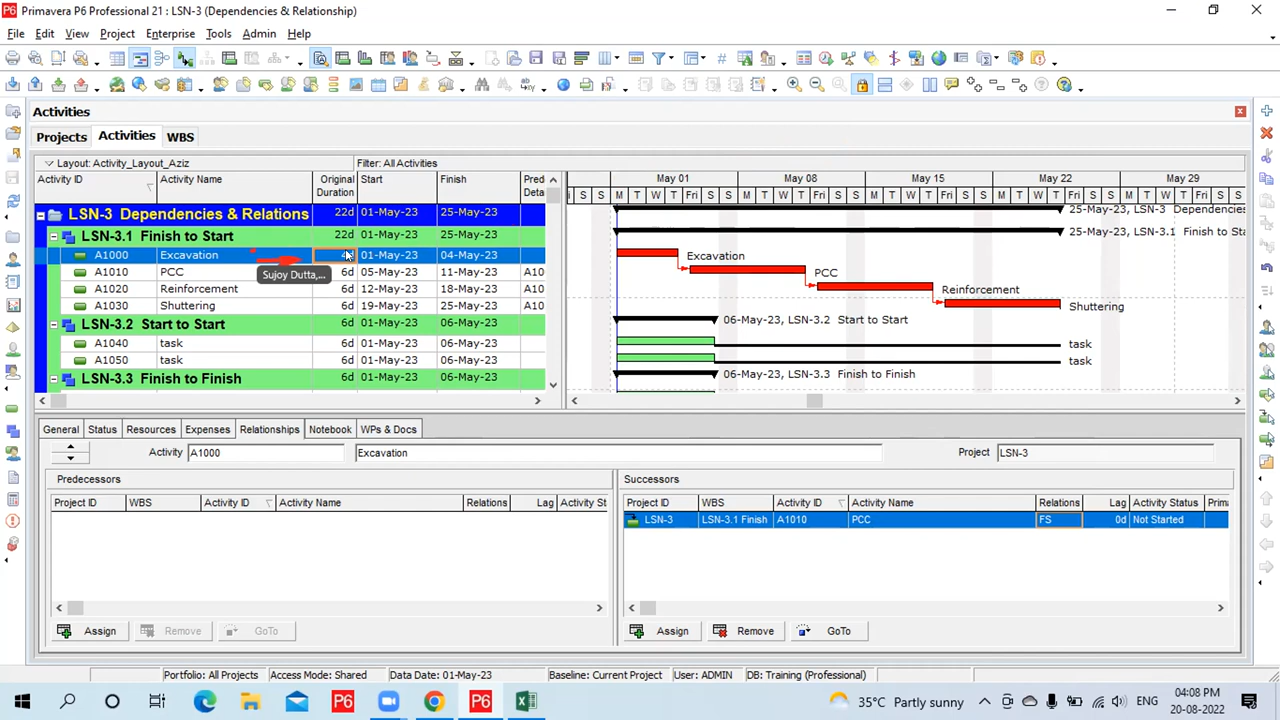 Primavera P6 Professional 21 : LSN-3 (Dependencies & Relationship)
File Edit View Project Enterprise Tools Admin Help
Activities
Projects Activities WBS
Layout: Activity_Layout_Aziz Filter: All Activities
Activity ID Activity Name Original Duration Start Finish Pred Deta
May 01 May 08 May 15 May 22 May 29
S S M T W T Fri S S M T W T Fri S S M T W T Fri S S M T W T Fri S S M T W T Fri S
LSN-3 Dependencies & Relations 22d 01-May-23 25-May-23
25-May-23, LSN-3 Dependenc
LSN-3.1 Finish to Start 22d 01-May-23 25-May-23
25-May-23, LSN-3.1 Finish to Sta
A1000 Excavation 01-May-23 04-May-23
Excavation
Sujoy Dutta,...
A1010 PCC 6d 05-May-23 11-May-23 A10
PCC
A1020 Reinforcement 6d 12-May-23 18-May-23 A10
Reinforcement
A1030 Shuttering 6d 19-May-23 25-May-23 A10
Shuttering
LSN-3.2 Start to Start 6d 01-May-23 06-May-23
06-May-23, LSN-3.2 Start to Start
A1040 task 6d 01-May-23 06-May-23
task
A1050 task 6d 01-May-23 06-May-23
task
LSN-3.3 Finish to Finish 6d 01-May-23 06-May-23
06-May-23, LSN-3.3 Finish to Finish
General Status Resources Expenses Relationships Notebook WPs & Docs
Activity A1000 Excavation Project LSN-3
Predecessors
Project ID WBS Activity ID Activity Name Relations Lag Activity St
Assign Remove GoTo
Successors
Project ID WBS Activity ID Activity Name Relations Lag Activity Status Prima
LSN-3 LSN-3.1 Finish A1010 PCC FS 0d Not Started
Assign Remove GoTo
Portfolio: All Projects Access Mode: Shared Data Date: 01-May-23 Baseline: Current Project User: ADMIN DB: Training (Professional)
35°C Partly sunny ENG 04:08 PM
20-08-2022